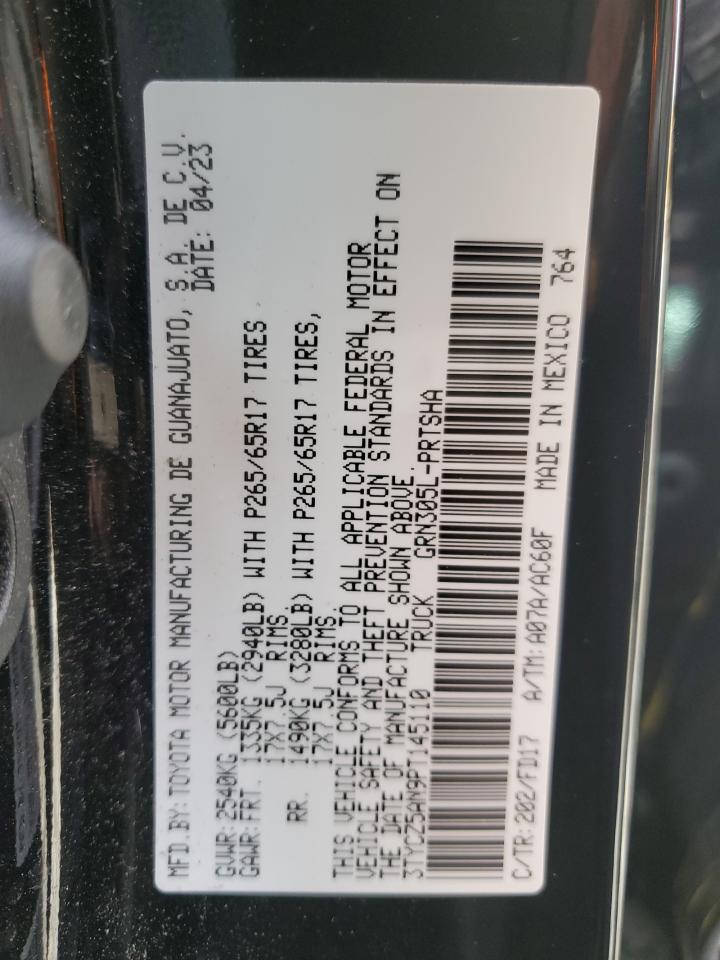 MFD.BY:TOYOTA MOTOR MANUFACTURING DE GUANAJUATO, S.A. DE C.V.
DATE: 04/23
GVWR:2540KG (5600LB)
GAWR:FRT. 1335KG (2940LB) WITH P265/65R17 TIRES
17X7.5J RIMS
RR. 1490KG (3280LB) WITH P265/65R17 TIRES,
17X7.5J RIMS.
THIS VEHICLE CONFORMS TO ALL APPLICABLE FEDERAL MOTOR
VEHICLE SAFETY AND THEFT PREVENTION STANDARDS IN EFFECT ON
THE DATE OF MANUFACTURE SHOWN ABOVE.
3TYCZ5AN9PT145110 TRUCK GRN305L-PRTSHA
C/TR:202/FD17 A/TM:A07A/AC60F MADE IN MEXICO 764